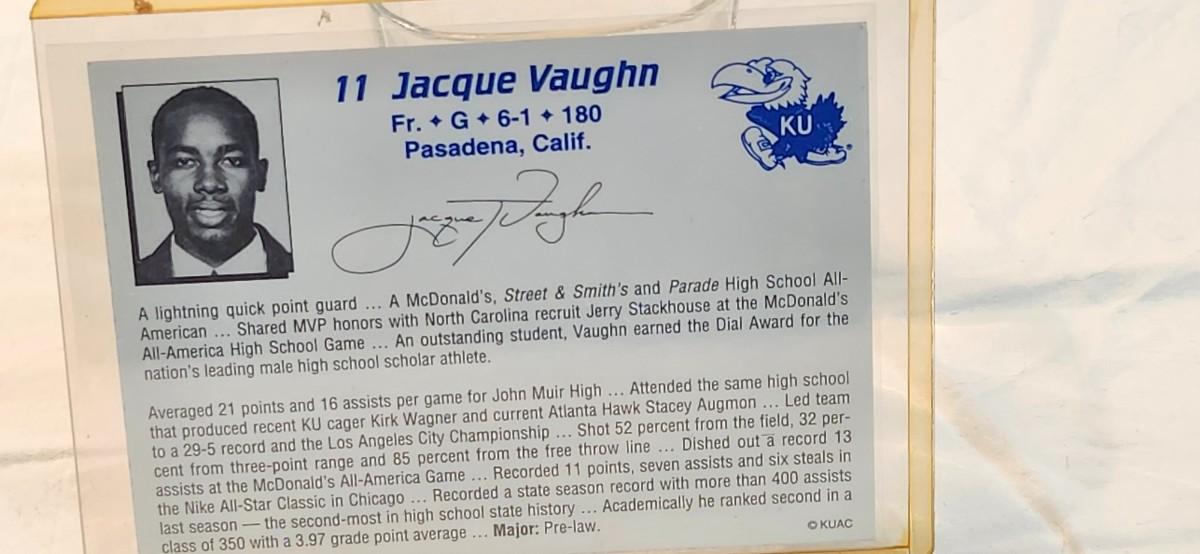 11 Jacque Vaughn
Fr. ✦ G ✦ 6-1 ✦ 180
Pasadena, Calif.
KU
Jacque T Vaughn
A lightning quick point guard ... A McDonald's, Street & Smith's and Parade High School All-
American ... Shared MVP honors with North Carolina recruit Jerry Stackhouse at the McDonald's
All-America High School Game ... An outstanding student, Vaughn earned the Dial Award for the
nation's leading male high school scholar athlete.
Averaged 21 points and 16 assists per game for John Muir High ... Attended the same high school
that produced recent KU cager Kirk Wagner and current Atlanta Hawk Stacey Augmon ... Led team
to a 29-5 record and the Los Angeles City Championship ... Shot 52 percent from the field, 32 per-
cent from three-point range and 85 percent from the free throw line ... Dished out a record 13
assists at the McDonald's All-America Game ... Recorded 11 points, seven assists and six steals in
the Nike All-Star Classic in Chicago ... Recorded a state season record with more than 400 assists
last season — the second-most in high school state history ... Academically he ranked second in a
class of 350 with a 3.97 grade point average ... Major: Pre-law.
© KUAC